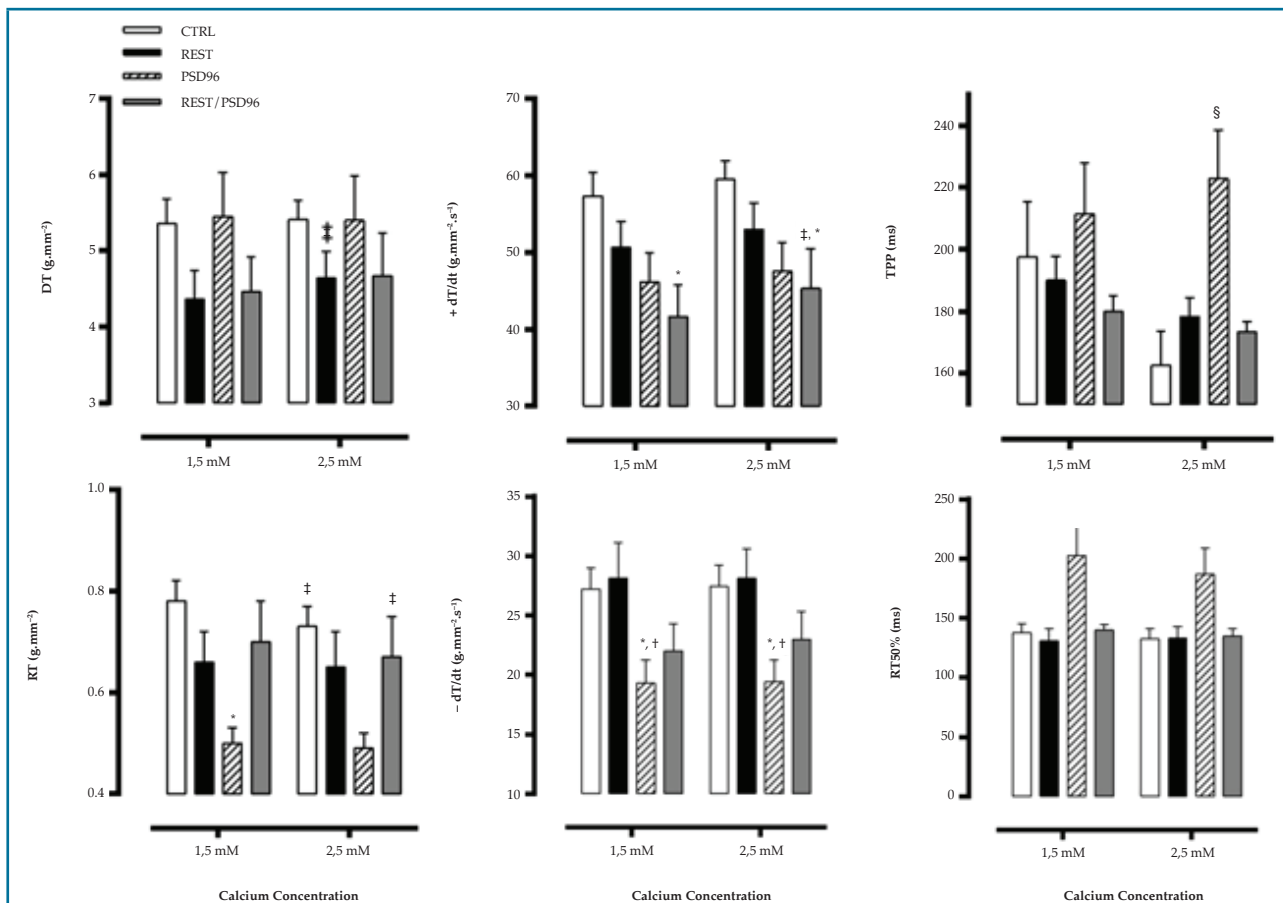 CTRL
REST
PSD96
REST/PSD96
DT (g.mm⁻²)
7
6
5
4
3
‡
1,5 mM
2,5 mM
+ dT/dt (g.mm⁻².s⁻¹)
70
60
50
40
30
*
‡, *
1,5 mM
2,5 mM
TPP (ms)
240
220
200
180
160
§
1,5 mM
2,5 mM
RT (g.mm⁻²)
1.0
0.8
0.6
0.4
*
‡
‡
1,5 mM
2,5 mM
Calcium Concentration
– dT/dt (g.mm⁻².s⁻¹)
35
30
25
20
15
10
*, †
*, †
1,5 mM
2,5 mM
Calcium Concentration
RT50% (ms)
250
200
150
100
50
0
1,5 mM
2,5 mM
Calcium Concentration